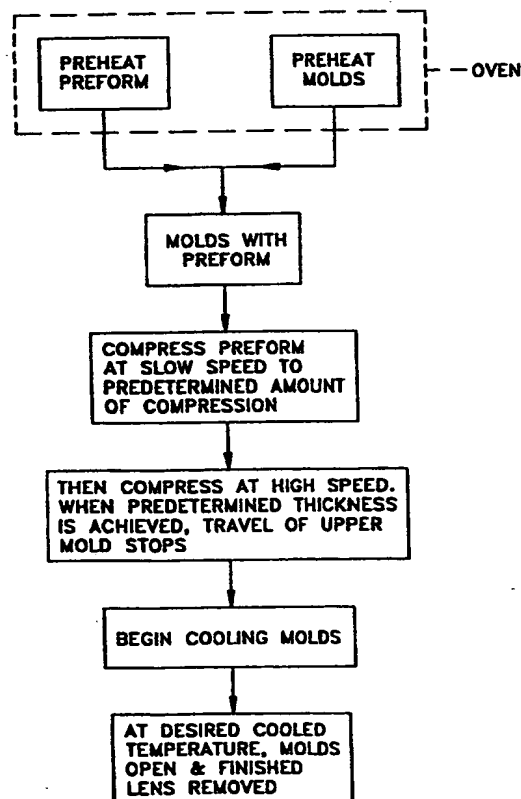 PREHEAT
PREFORM
PREHEAT
MOLDS
OVEN
MOLDS WITH
PREFORM
COMPRESS PREFORM
AT SLOW SPEED TO
PREDETERMINED AMOUNT
OF COMPRESSION
THEN COMPRESS AT HIGH SPEED.
WHEN PREDETERMINED THICKNESS
IS ACHIEVED, TRAVEL OF UPPER
MOLD STOPS
BEGIN COOLING MOLDS
AT DESIRED COOLED
TEMPERATURE, MOLDS
OPEN & FINISHED
LENS REMOVED